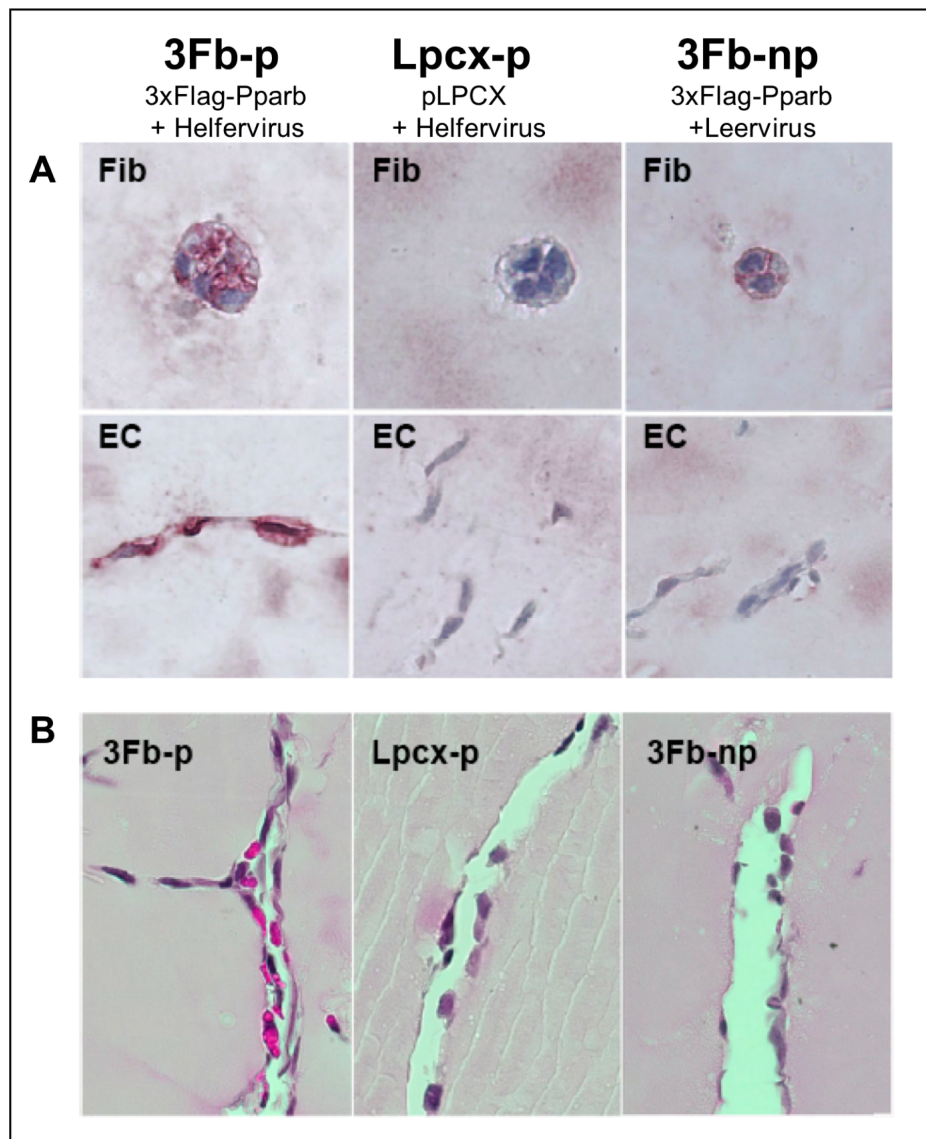 3Fb-p
3xFlag-Pparb
+ Helfervirus
Lpcx-p
pLPCX
+ Helfervirus
3Fb-np
3xFlag-Pparb
+Leervirus
A
Fib
Fib
Fib
EC
EC
EC
B
3Fb-p
Lpcx-p
3Fb-np